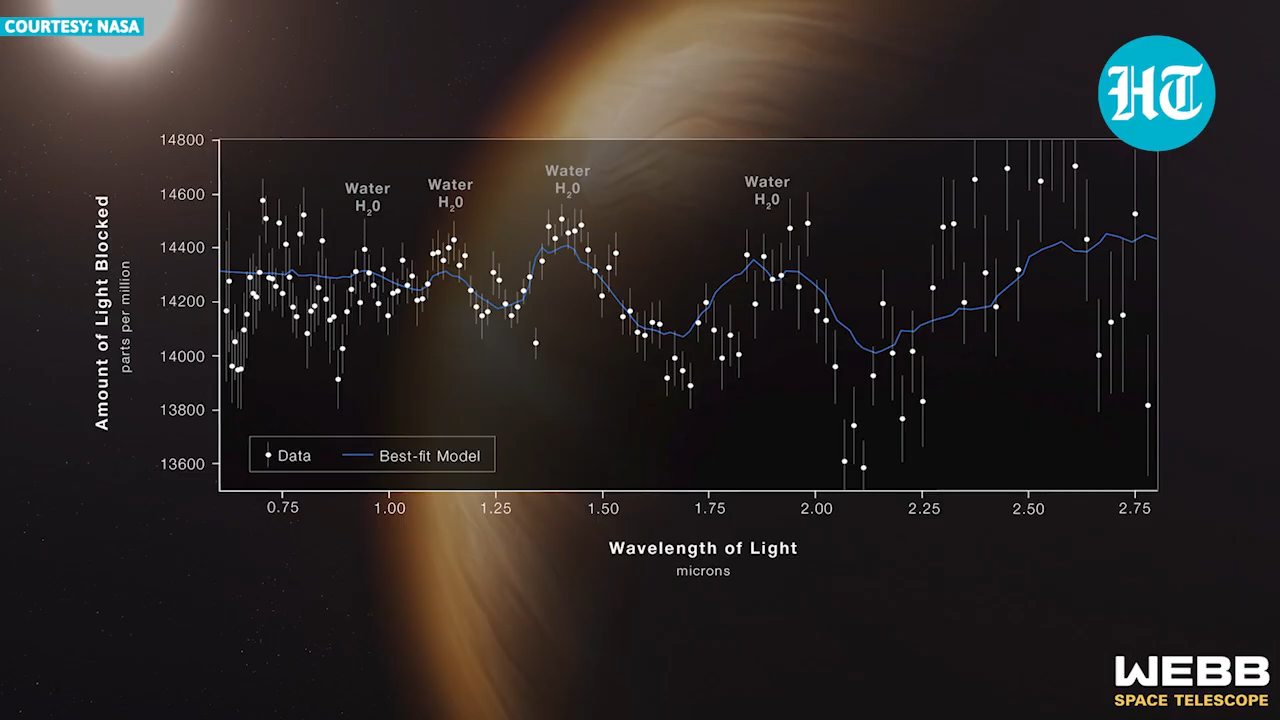 COURTESY: NASA
HT
14800
14600
14400
14200
14000
13800
13600
Amount of Light Blocked
parts per million
Water
H₂0
Water
H₂0
Water
H₂0
Water
H₂0
Data
Best-fit Model
0.75
1.00
1.25
1.50
1.75
2.00
2.25
2.50
2.75
Wavelength of Light
microns
WEBB
SPACE TELESCOPE